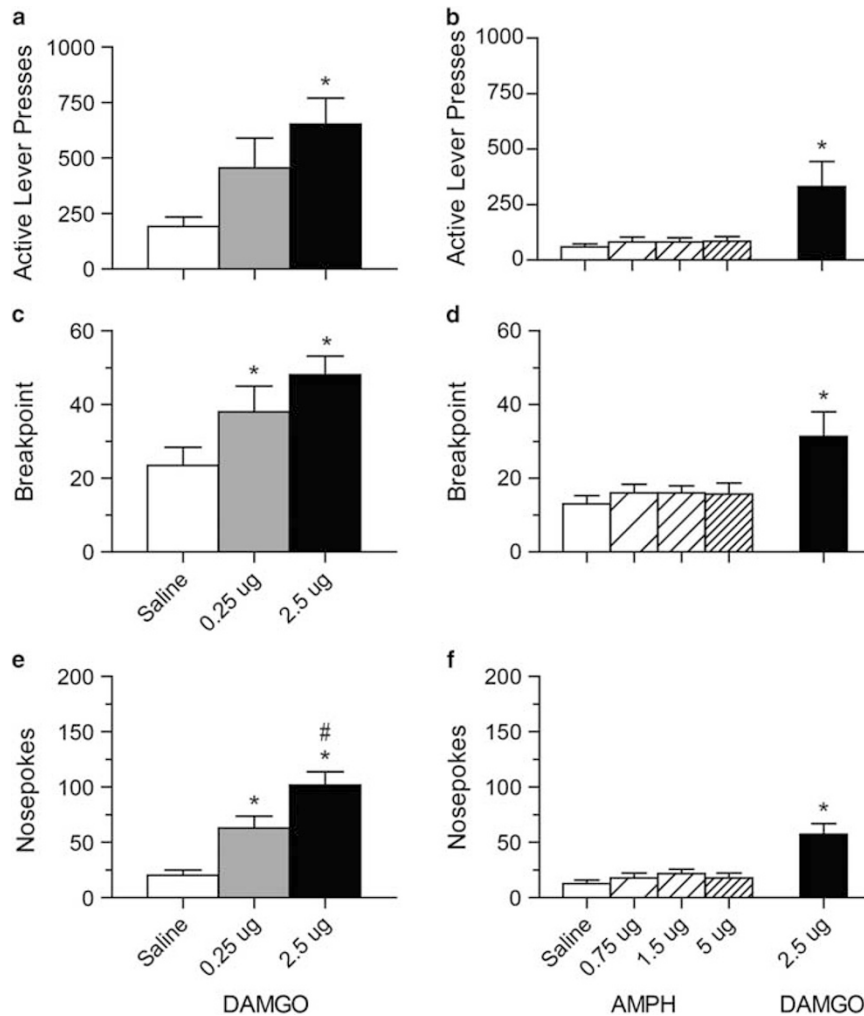 a
Active Lever Presses
1000
750
500
250
0
*
b
Active Lever Presses
1000
750
500
250
0
*
c
Breakpoint
60
40
20
0
*
*
Saline
0.25 ug
2.5 ug
d
Breakpoint
60
40
20
0
*
e
Nosepokes
200
150
100
50
0
*
#
*
Saline
0.25 ug
2.5 ug
DAMGO
f
Nosepokes
200
150
100
50
0
*
Saline
0.75 ug
1.5 ug
5 ug
2.5 ug
AMPH
DAMGO